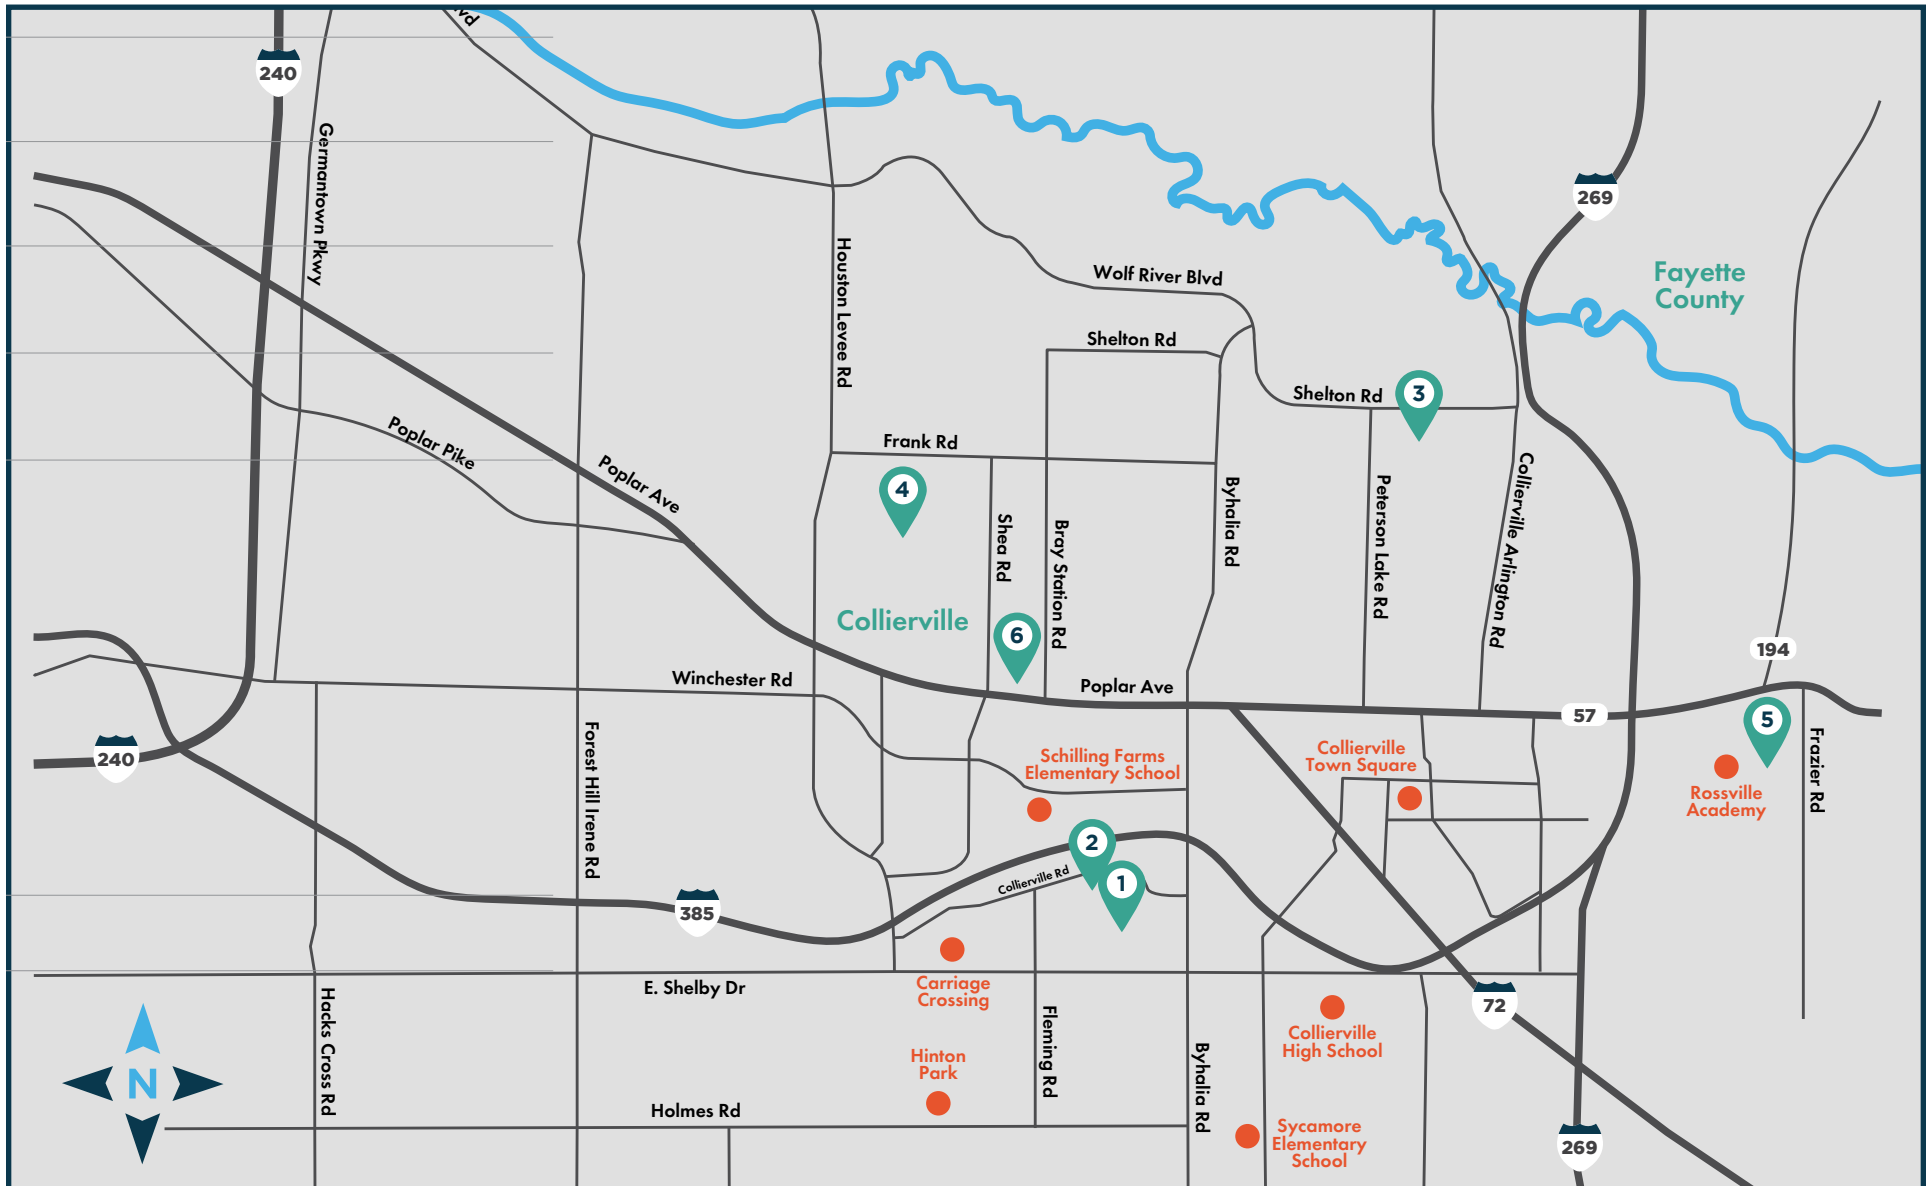 vd
240
Germantown Pkwy
269
Fayette
County
Houston Levee Rd
Wolf River Blvd
Shelton Rd
Shelton Rd
3
Poplar Pike
Poplar Ave
Frank Rd
4
Shea Rd
Bray Station Rd
Byhalia Rd
Peterson Lake Rd
Collierville Arlington Rd
Collierville
6
194
Winchester Rd
Poplar Ave
57
5
240
Forest Hill Irene Rd
Schilling Farms
Elementary School
Collierville
Town Square
Rossville
Academy
Frazier Rd
2
1
Collierville Rd
385
E. Shelby Dr
Carriage
Crossing
72
Collierville
High School
Hacks Cross Rd
Hinton
Park
Fleming Rd
Byhalia Rd
N
Holmes Rd
Sycamore
Elementary
School
269